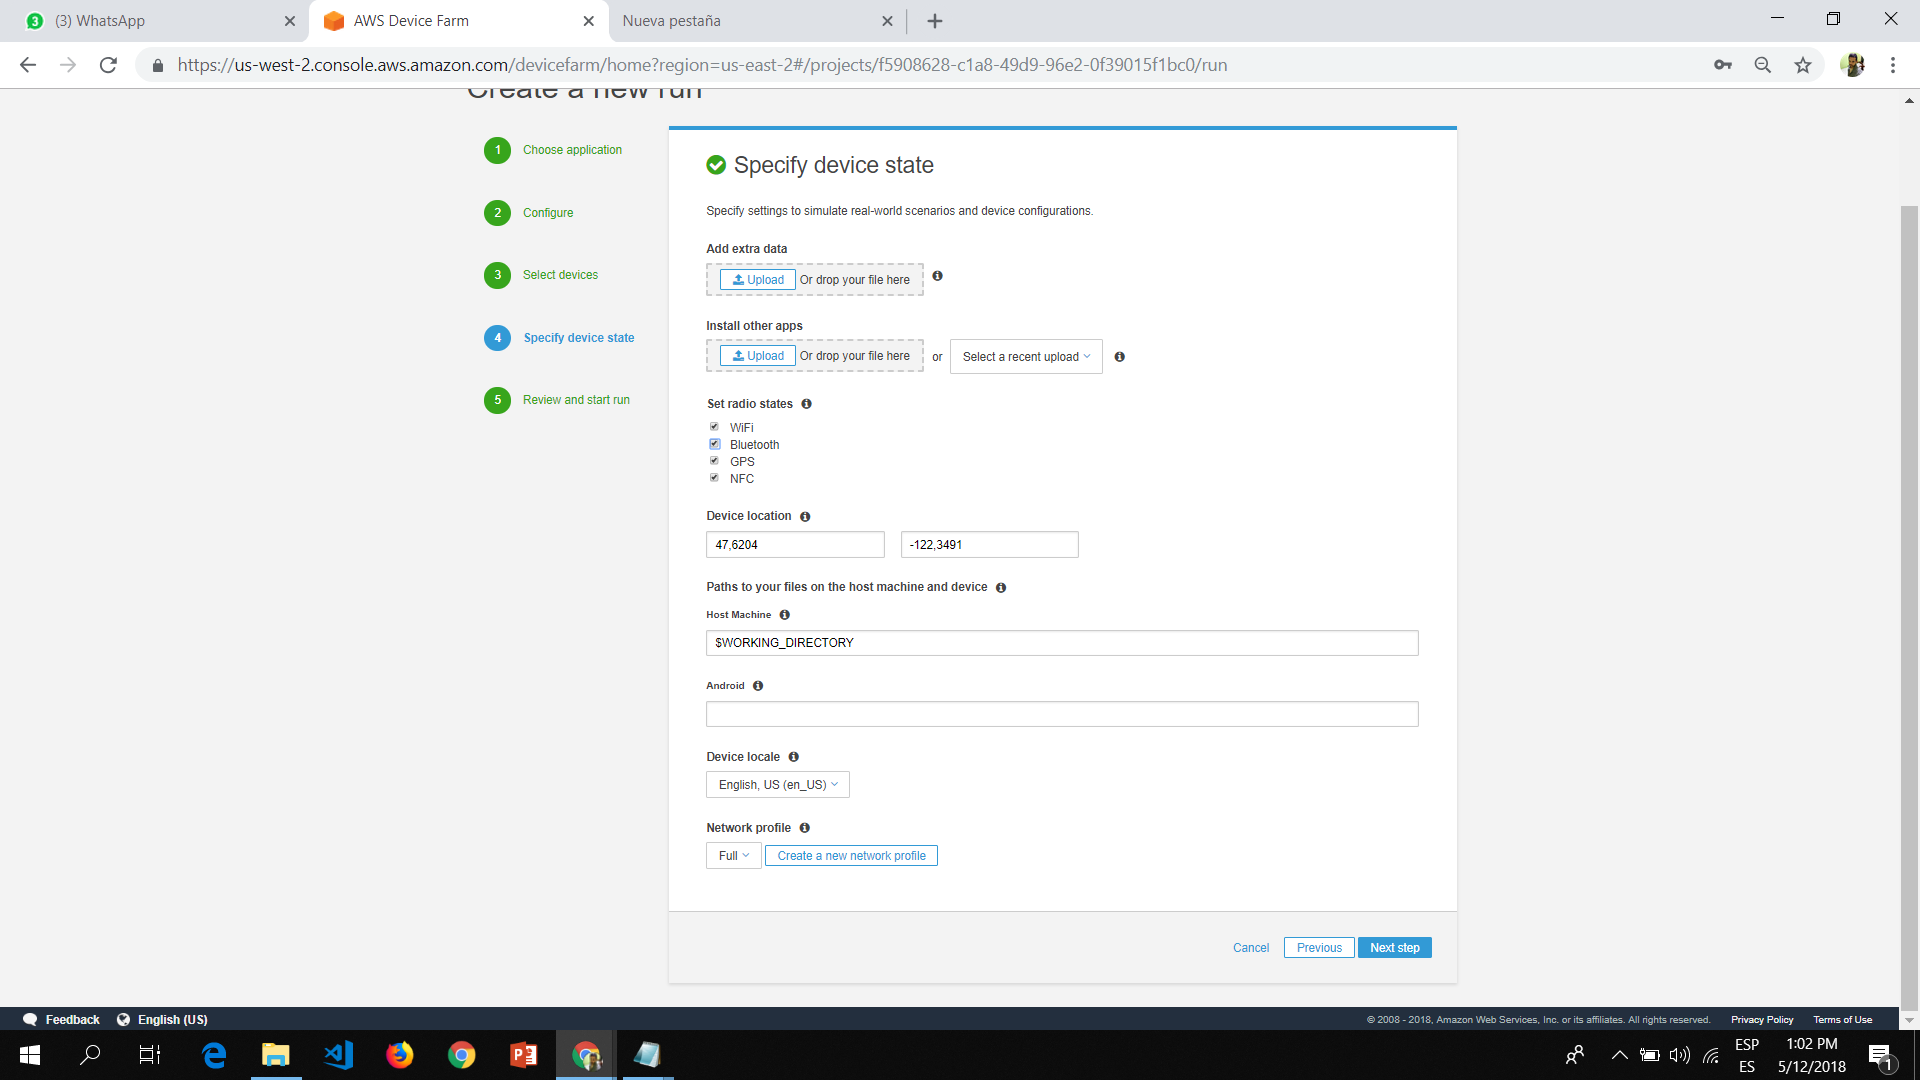 (3) WhatsApp
AWS Device Farm
Nueva pestaña
https://us-west-2.console.aws.amazon.com/devicefarm/home?region=us-east-2#/projects/f5908628-c1a8-49d9-96e2-0f39015f1bc0/run
Create a new run
1 Choose application
2 Configure
3 Select devices
4 Specify device state
5 Review and start run
Specify device state
Specify settings to simulate real-world scenarios and device configurations.
Add extra data
Upload Or drop your file here
Install other apps
Upload Or drop your file here or Select a recent upload
Set radio states
WiFi
Bluetooth
GPS
NFC
Device location
47,6204 -122,3491
Paths to your files on the host machine and device
Host Machine
$WORKING_DIRECTORY
Android
Device locale
English, US (en_US)
Network profile
Full Create a new network profile
Cancel Previous Next step
Feedback English (US) © 2008 - 2018, Amazon Web Services, Inc. or its affiliates. All rights reserved. Privacy Policy Terms of Use
ESP 1:02 PM
ES 5/12/2018 1